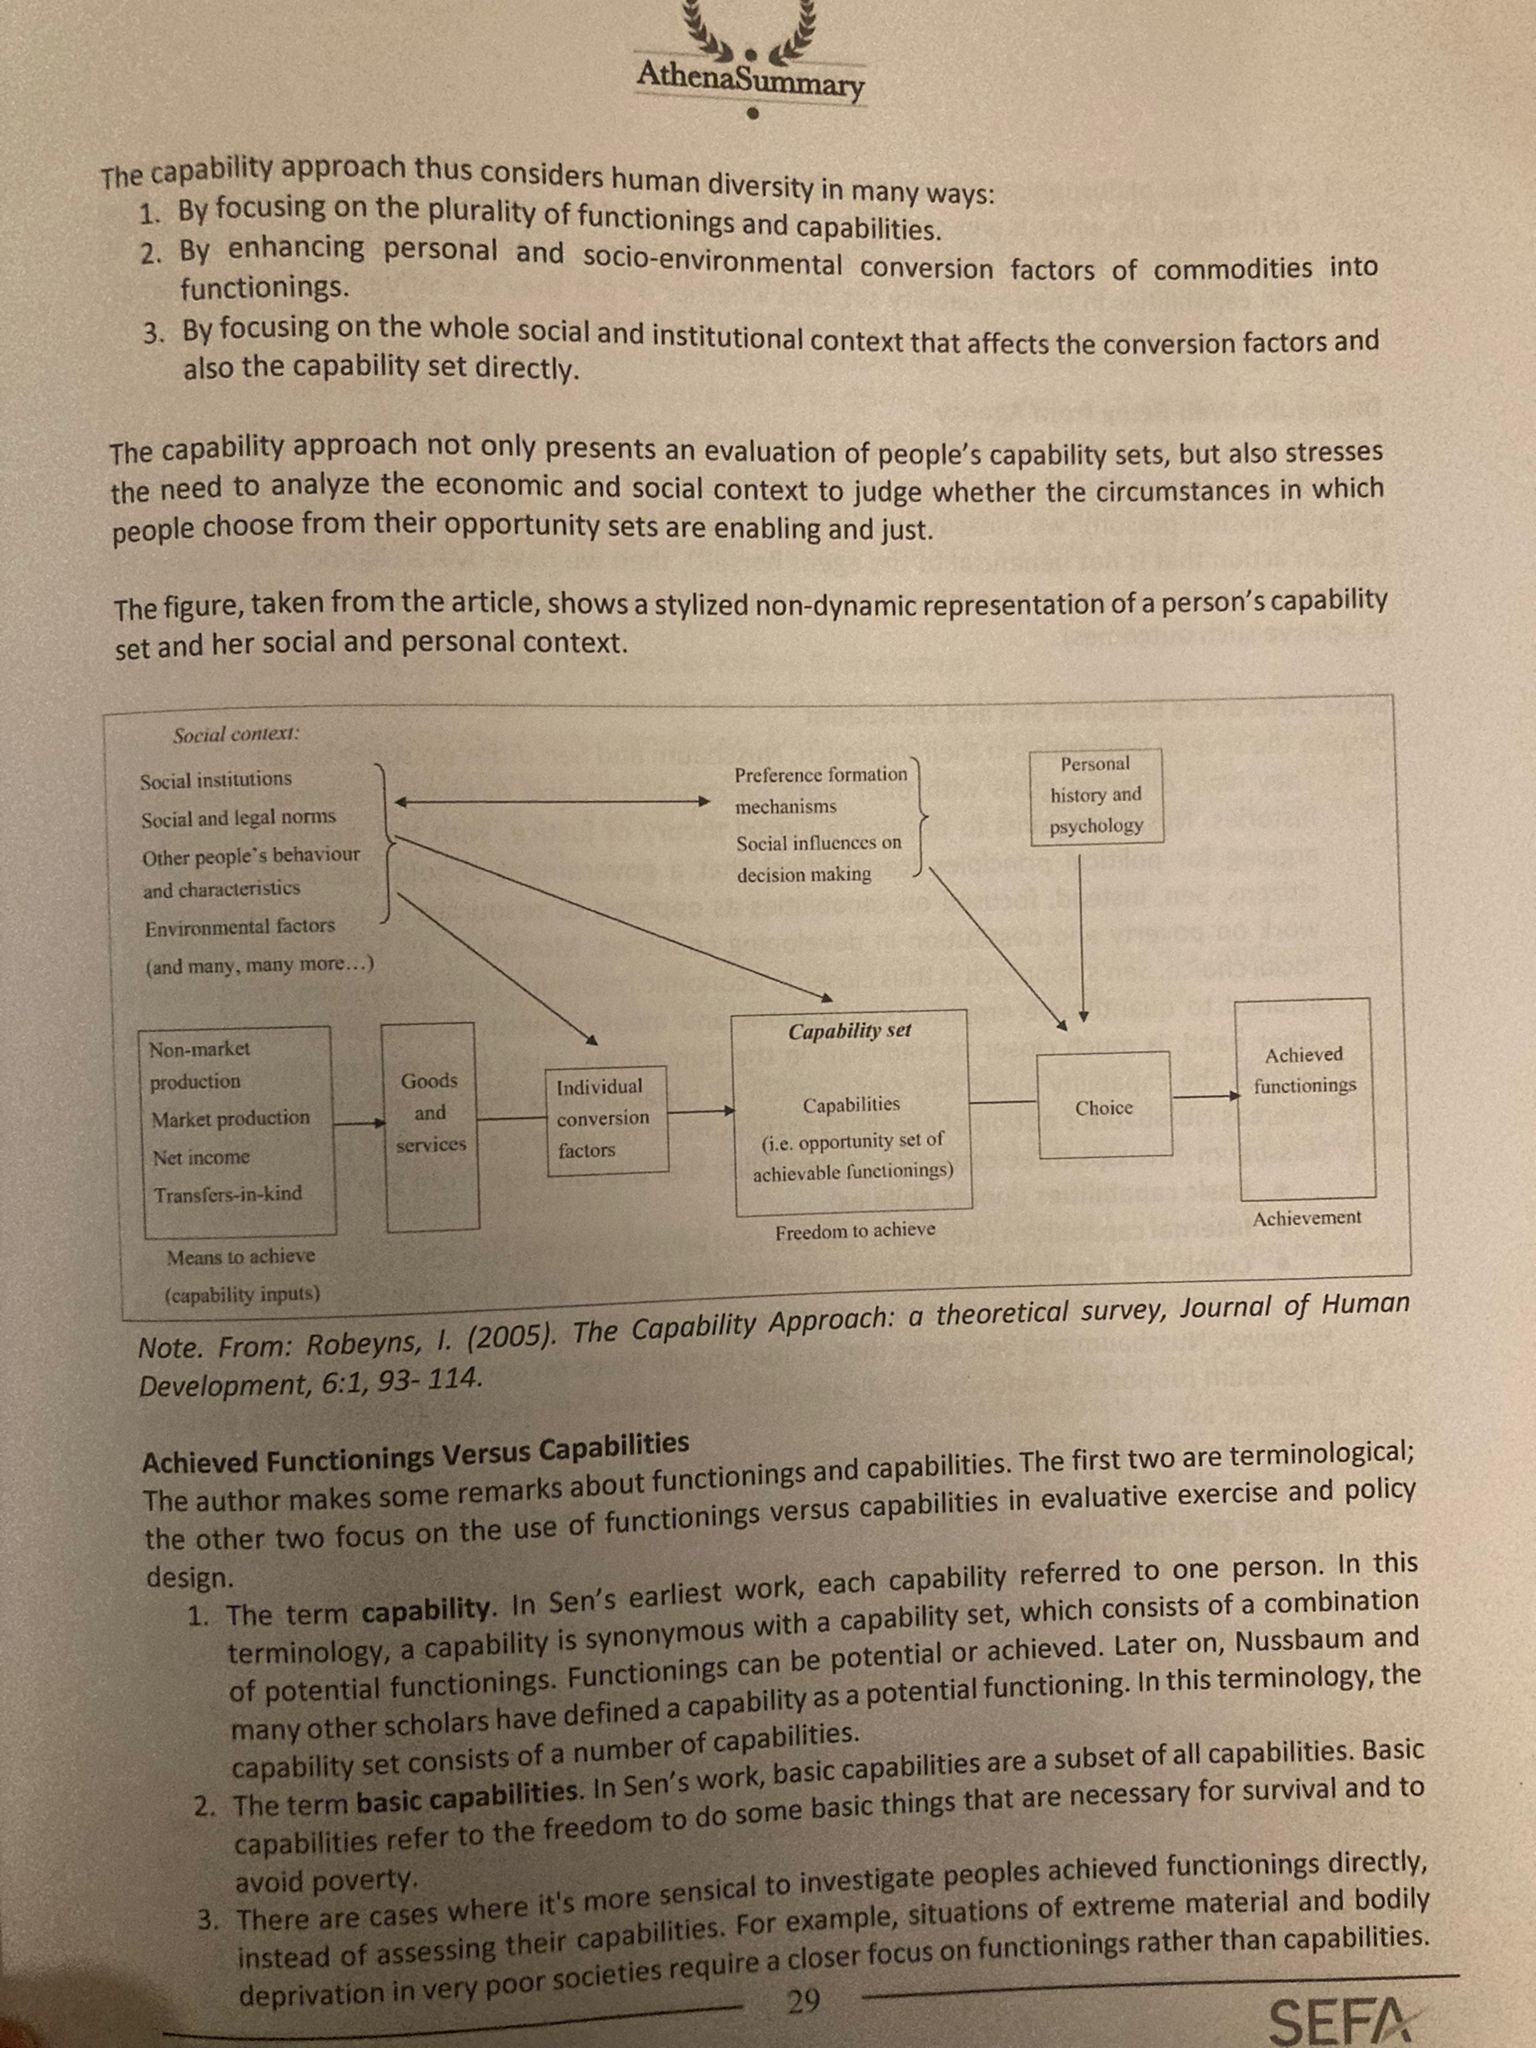 AthenaSummary
The capability approach thus considers human diversity in many ways:
1. By focusing on the plurality of functionings and capabilities.
2. By enhancing personal and socio-environmental conversion factors of commodities into
functionings.
3. By focusing on the whole social and institutional context that affects the conversion factors and
also the capability set directly.
The capability approach not only presents an evaluation of people's capability sets, but also stresses
the need to analyze the economic and social context to judge whether the circumstances in which
people choose from their opportunity sets are enabling and just.
The figure, taken from the article, shows a stylized non-dynamic representation of a person's capability
set and her social and personal context.
Social context:
Social institutions
Social and legal norms
Other people's behaviour
and characteristics
Environmental factors
(and many, many more…)
Preference formation
mechanisms
Social influences on
decision making
Personal
history and
psychology
Non-market
production
Market production
Net income
Transfers-in-kind
Means to achieve
(capability inputs)
Goods
and
services
Individual
conversion
factors
Capability set
Capabilities
(i.e. opportunity set of
achievable functionings)
Freedom to achieve
Choice
Achieved
functionings
Achievement
Note. From: Robeyns, I. (2005). The Capability Approach: a theoretical survey, Journal of Human
Development, 6:1, 93- 114.
Achieved Functionings Versus Capabilities
The author makes some remarks about functionings and capabilities. The first two are terminological;
the other two focus on the use of functionings versus capabilities in evaluative exercise and policy
design.
1. The term capability. In Sen's earliest work, each capability referred to one person. In this
terminology, a capability is synonymous with a capability set, which consists of a combination
of potential functionings. Functionings can be potential or achieved. Later on, Nussbaum and
many other scholars have defined a capability as a potential functioning. In this terminology, the
capability set consists of a number of capabilities.
2. The term basic capabilities. In Sen's work, basic capabilities are a subset of all capabilities. Basic
capabilities refer to the freedom to do some basic things that are necessary for survival and to
avoid poverty.
3. There are cases where it's more sensical to investigate peoples achieved functionings directly,
instead of assessing their capabilities. For example, situations of extreme material and bodily
deprivation in very poor societies require a closer focus on functionings rather than capabilities.
29
SEFA